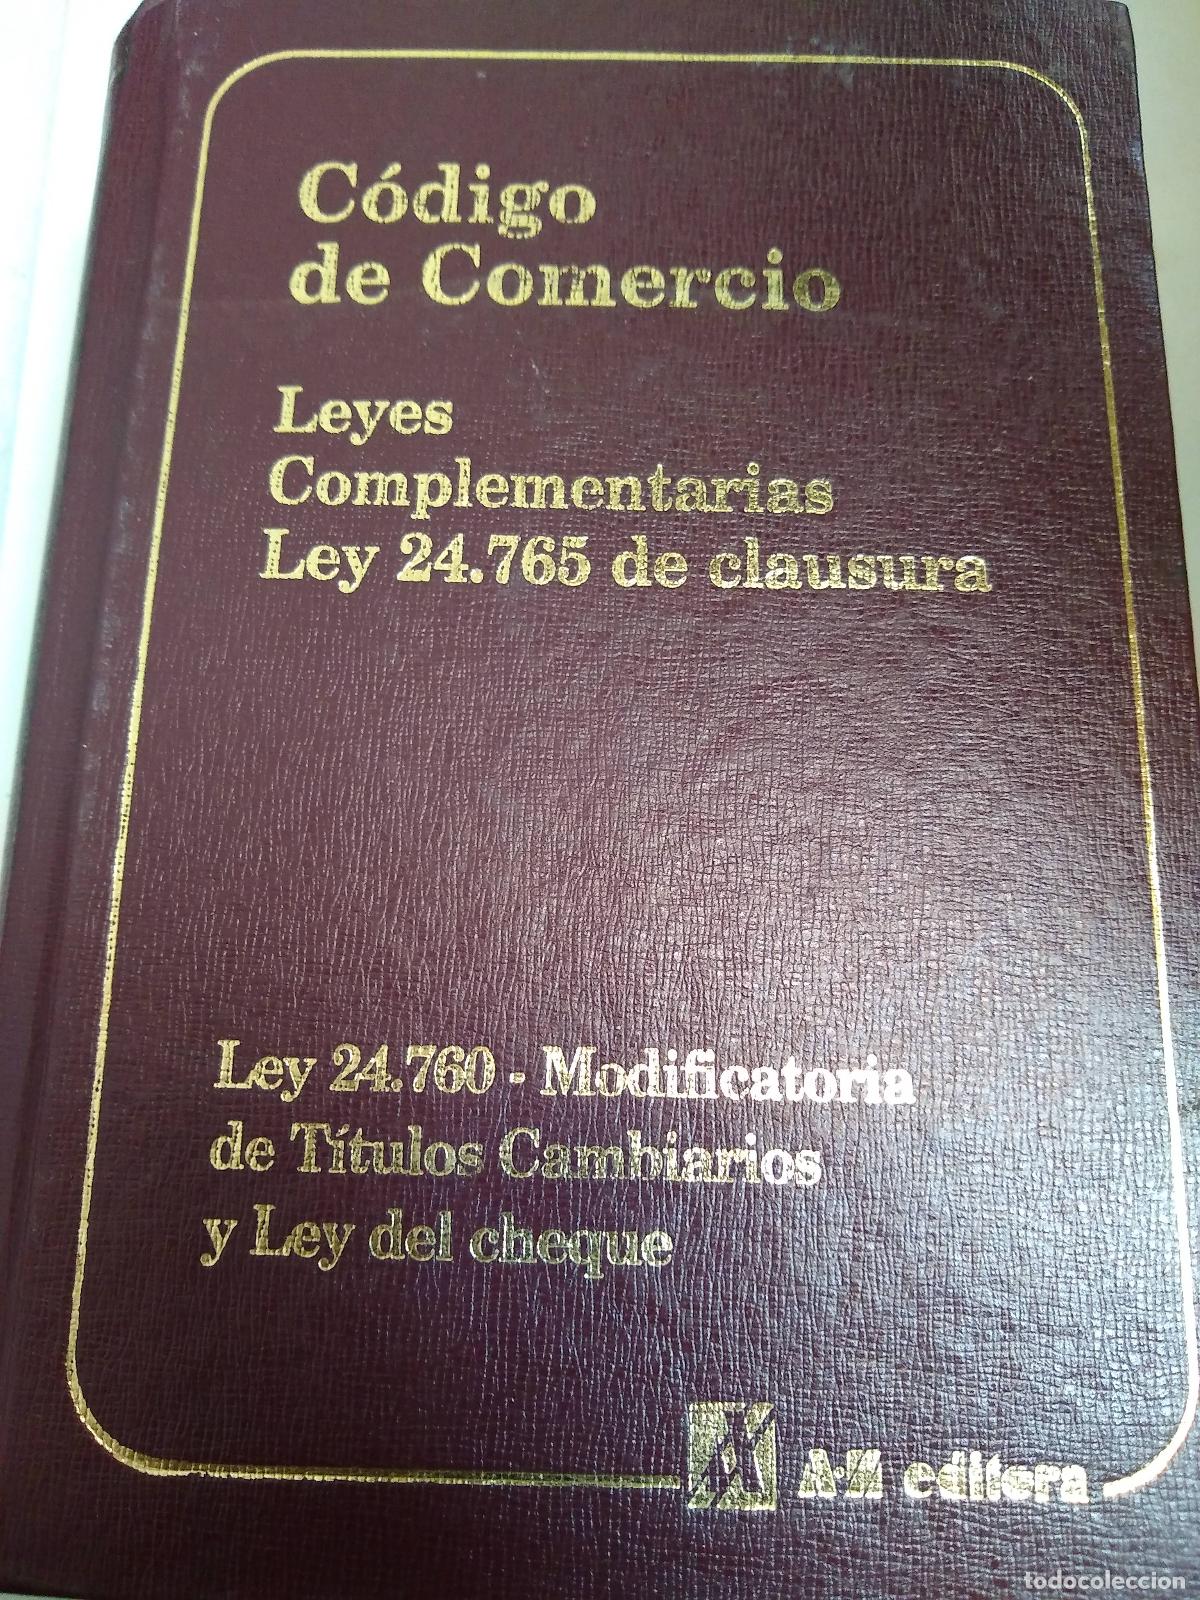 Código
de Comercio
Leyes
Complementarias
Ley 24.765 de clausura
Ley 24.760 - Modificatoria
de Títulos Cambiarios
y Ley del cheque
A-Z editora
todocoleccion